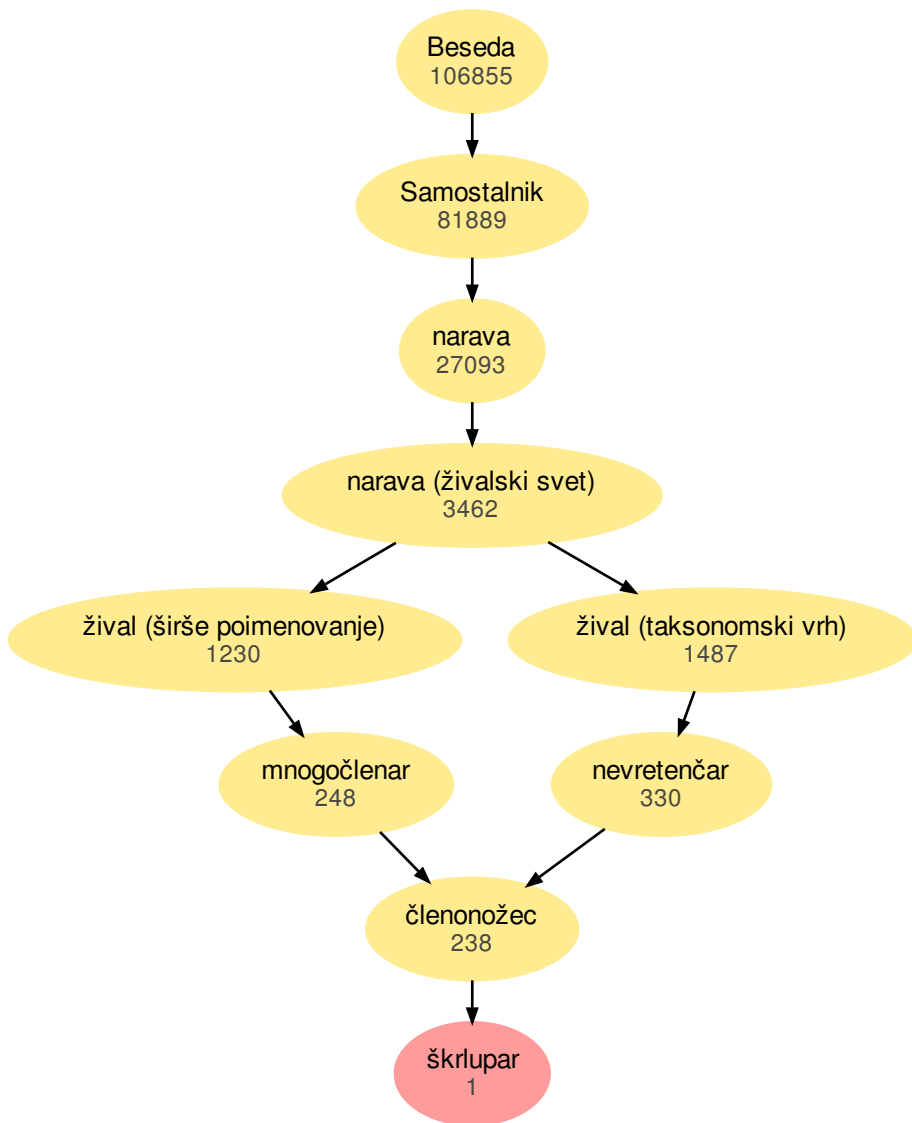 Beseda
106855
Samostalnik
81889
narava
27093
narava (živalski svet)
3462
žival (širše poimenovanje)
1230
žival (taksonomski vrh)
1487
mnogočlenar
248
nevretenčar
330
členonožec
238
škrlupar
1